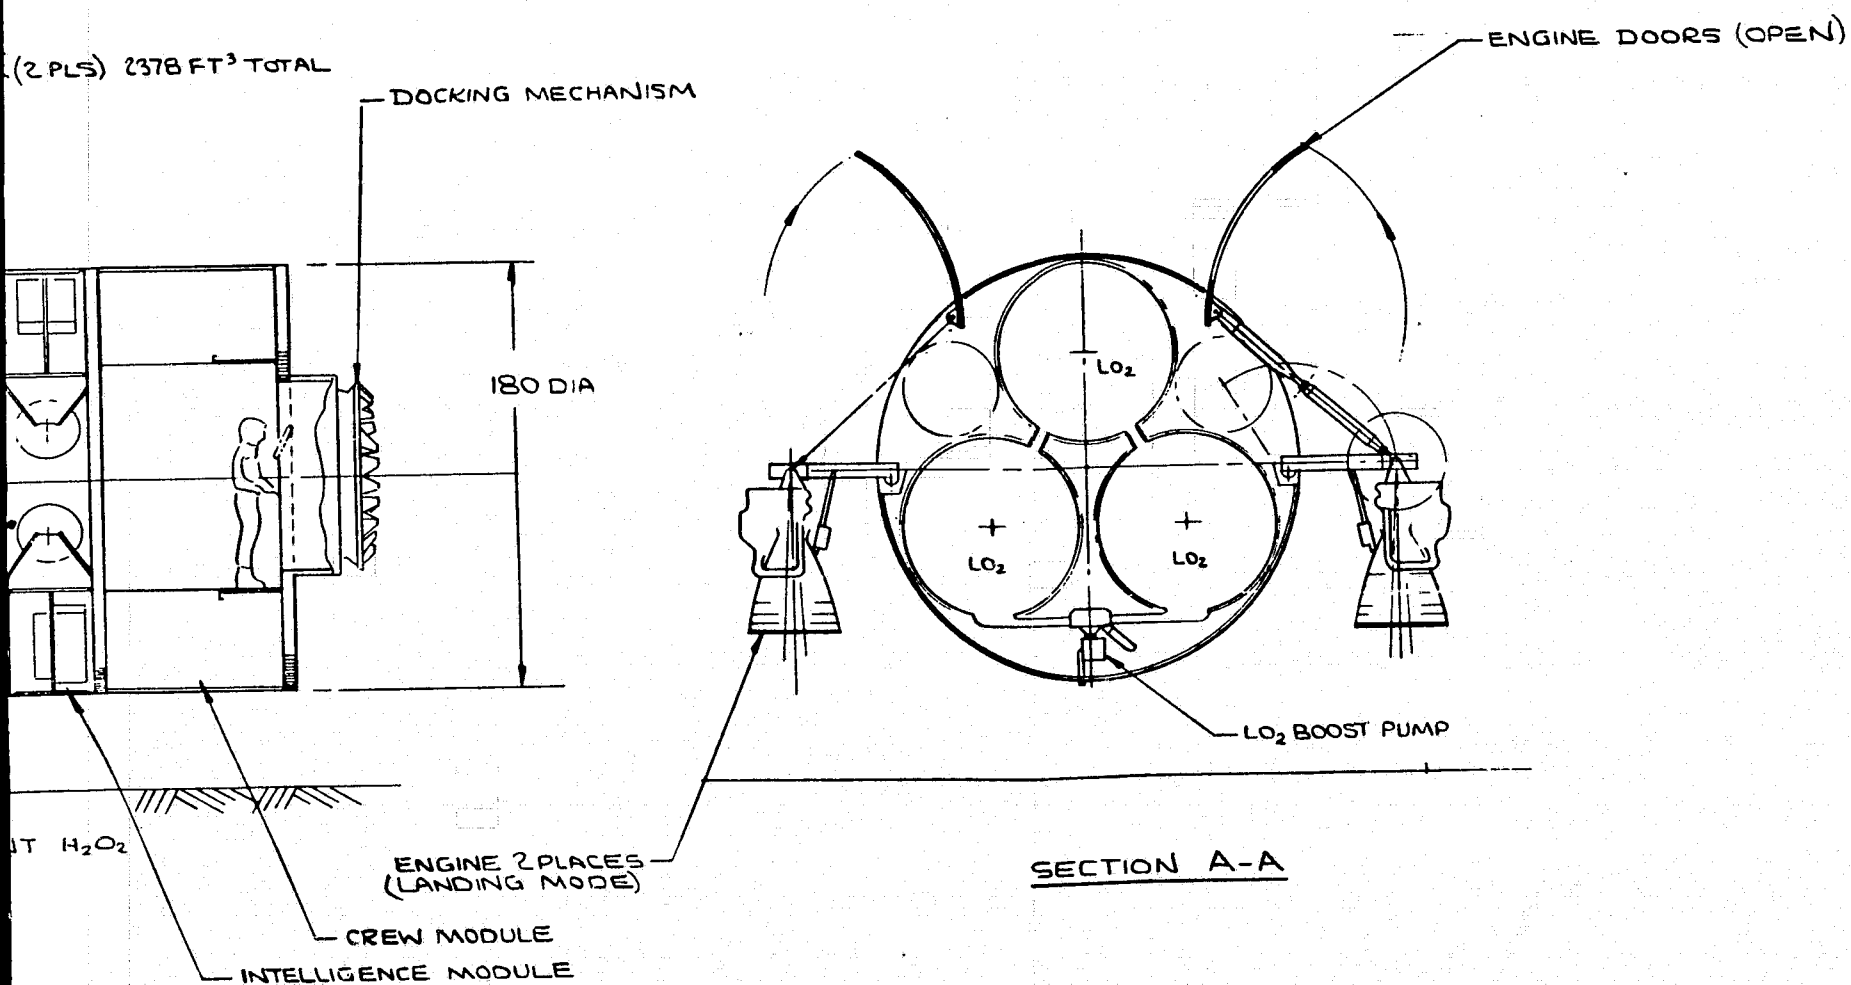 (2 PLS) 2378 FT³ TOTAL
DOCKING MECHANISM
ENGINE DOORS (OPEN)
180 DIA
LO₂
LO₂
LO₂
LO₂ BOOST PUMP
H₂O₂
ENGINE 2 PLACES
(LANDING MODE)
SECTION A-A
CREW MODULE
INTELLIGENCE MODULE